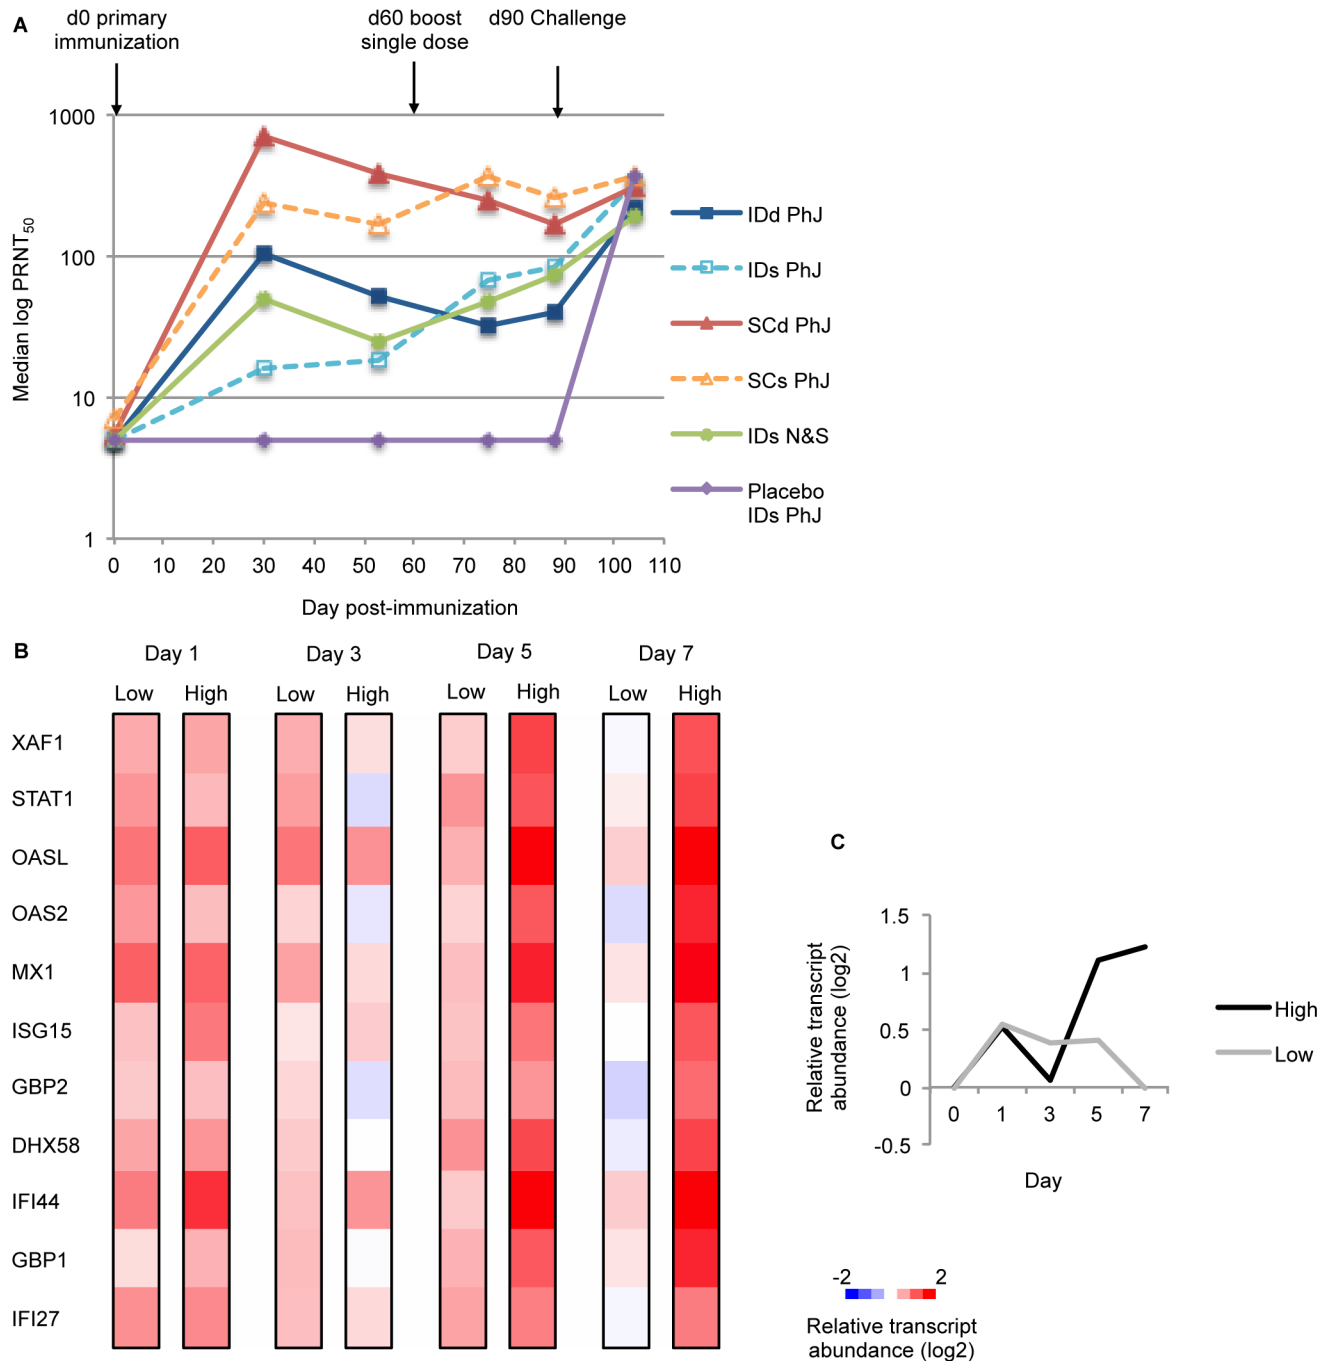 A
d0 primary
immunization
d60 boost
single dose
d90 Challenge
1000
100
10
1
Median log PRNT50
0 10 20 30 40 50 60 70 80 90 100 110
Day post-immunization
IDd PhJ
IDs PhJ
SCd PhJ
SCs PhJ
IDs N&S
Placebo
IDs PhJ
B
Day 1 Day 3 Day 5 Day 7
Low High Low High Low High Low High
XAF1
STAT1
OASL
OAS2
MX1
ISG15
GBP2
DHX58
IFI44
GBP1
IFI27
C
1.5
1
0.5
0
-0.5
Relative transcript
abundance (log2)
0 1 3 5 7
Day
High
Low
-2 2
Relative transcript
abundance (log2)